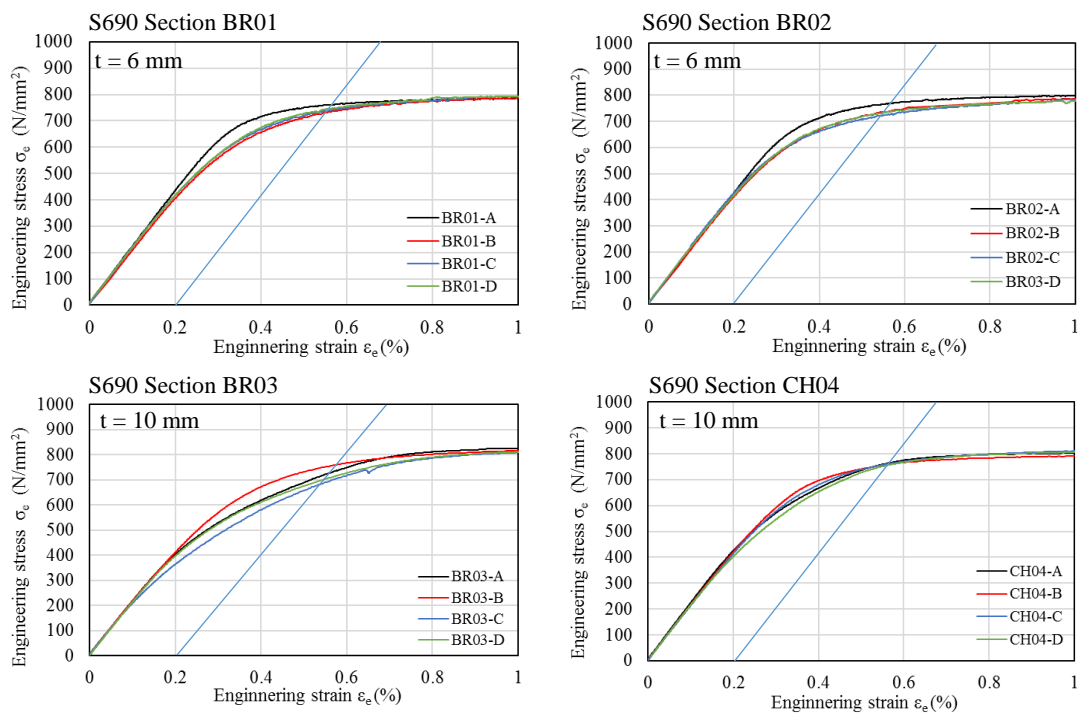 S690 Section BR01
t = 6 mm
Engineering stress σₑ (N/mm²)
1000
900
800
700
600
500
400
300
200
100
0
BR01-A
BR01-B
BR01-C
BR01-D
0 0.2 0.4 0.6 0.8 1
Enginnering strain εₑ(%)
S690 Section BR02
t = 6 mm
Engineering stress σₑ (N/mm²)
1000
900
800
700
600
500
400
300
200
100
0
BR02-A
BR02-B
BR02-C
BR03-D
0 0.2 0.4 0.6 0.8 1
Enginnering strain εₑ(%)
S690 Section BR03
t = 10 mm
Engineering stress σₑ (N/mm²)
1000
900
800
700
600
500
400
300
200
100
0
BR03-A
BR03-B
BR03-C
BR03-D
0 0.2 0.4 0.6 0.8 1
Enginnering strain εₑ(%)
S690 Section CH04
t = 10 mm
Engineering stress σₑ (N/mm²)
1000
900
800
700
600
500
400
300
200
100
0
CH04-A
CH04-B
CH04-C
CH04-D
0 0.2 0.4 0.6 0.8 1
Enginnering strain εₑ(%)